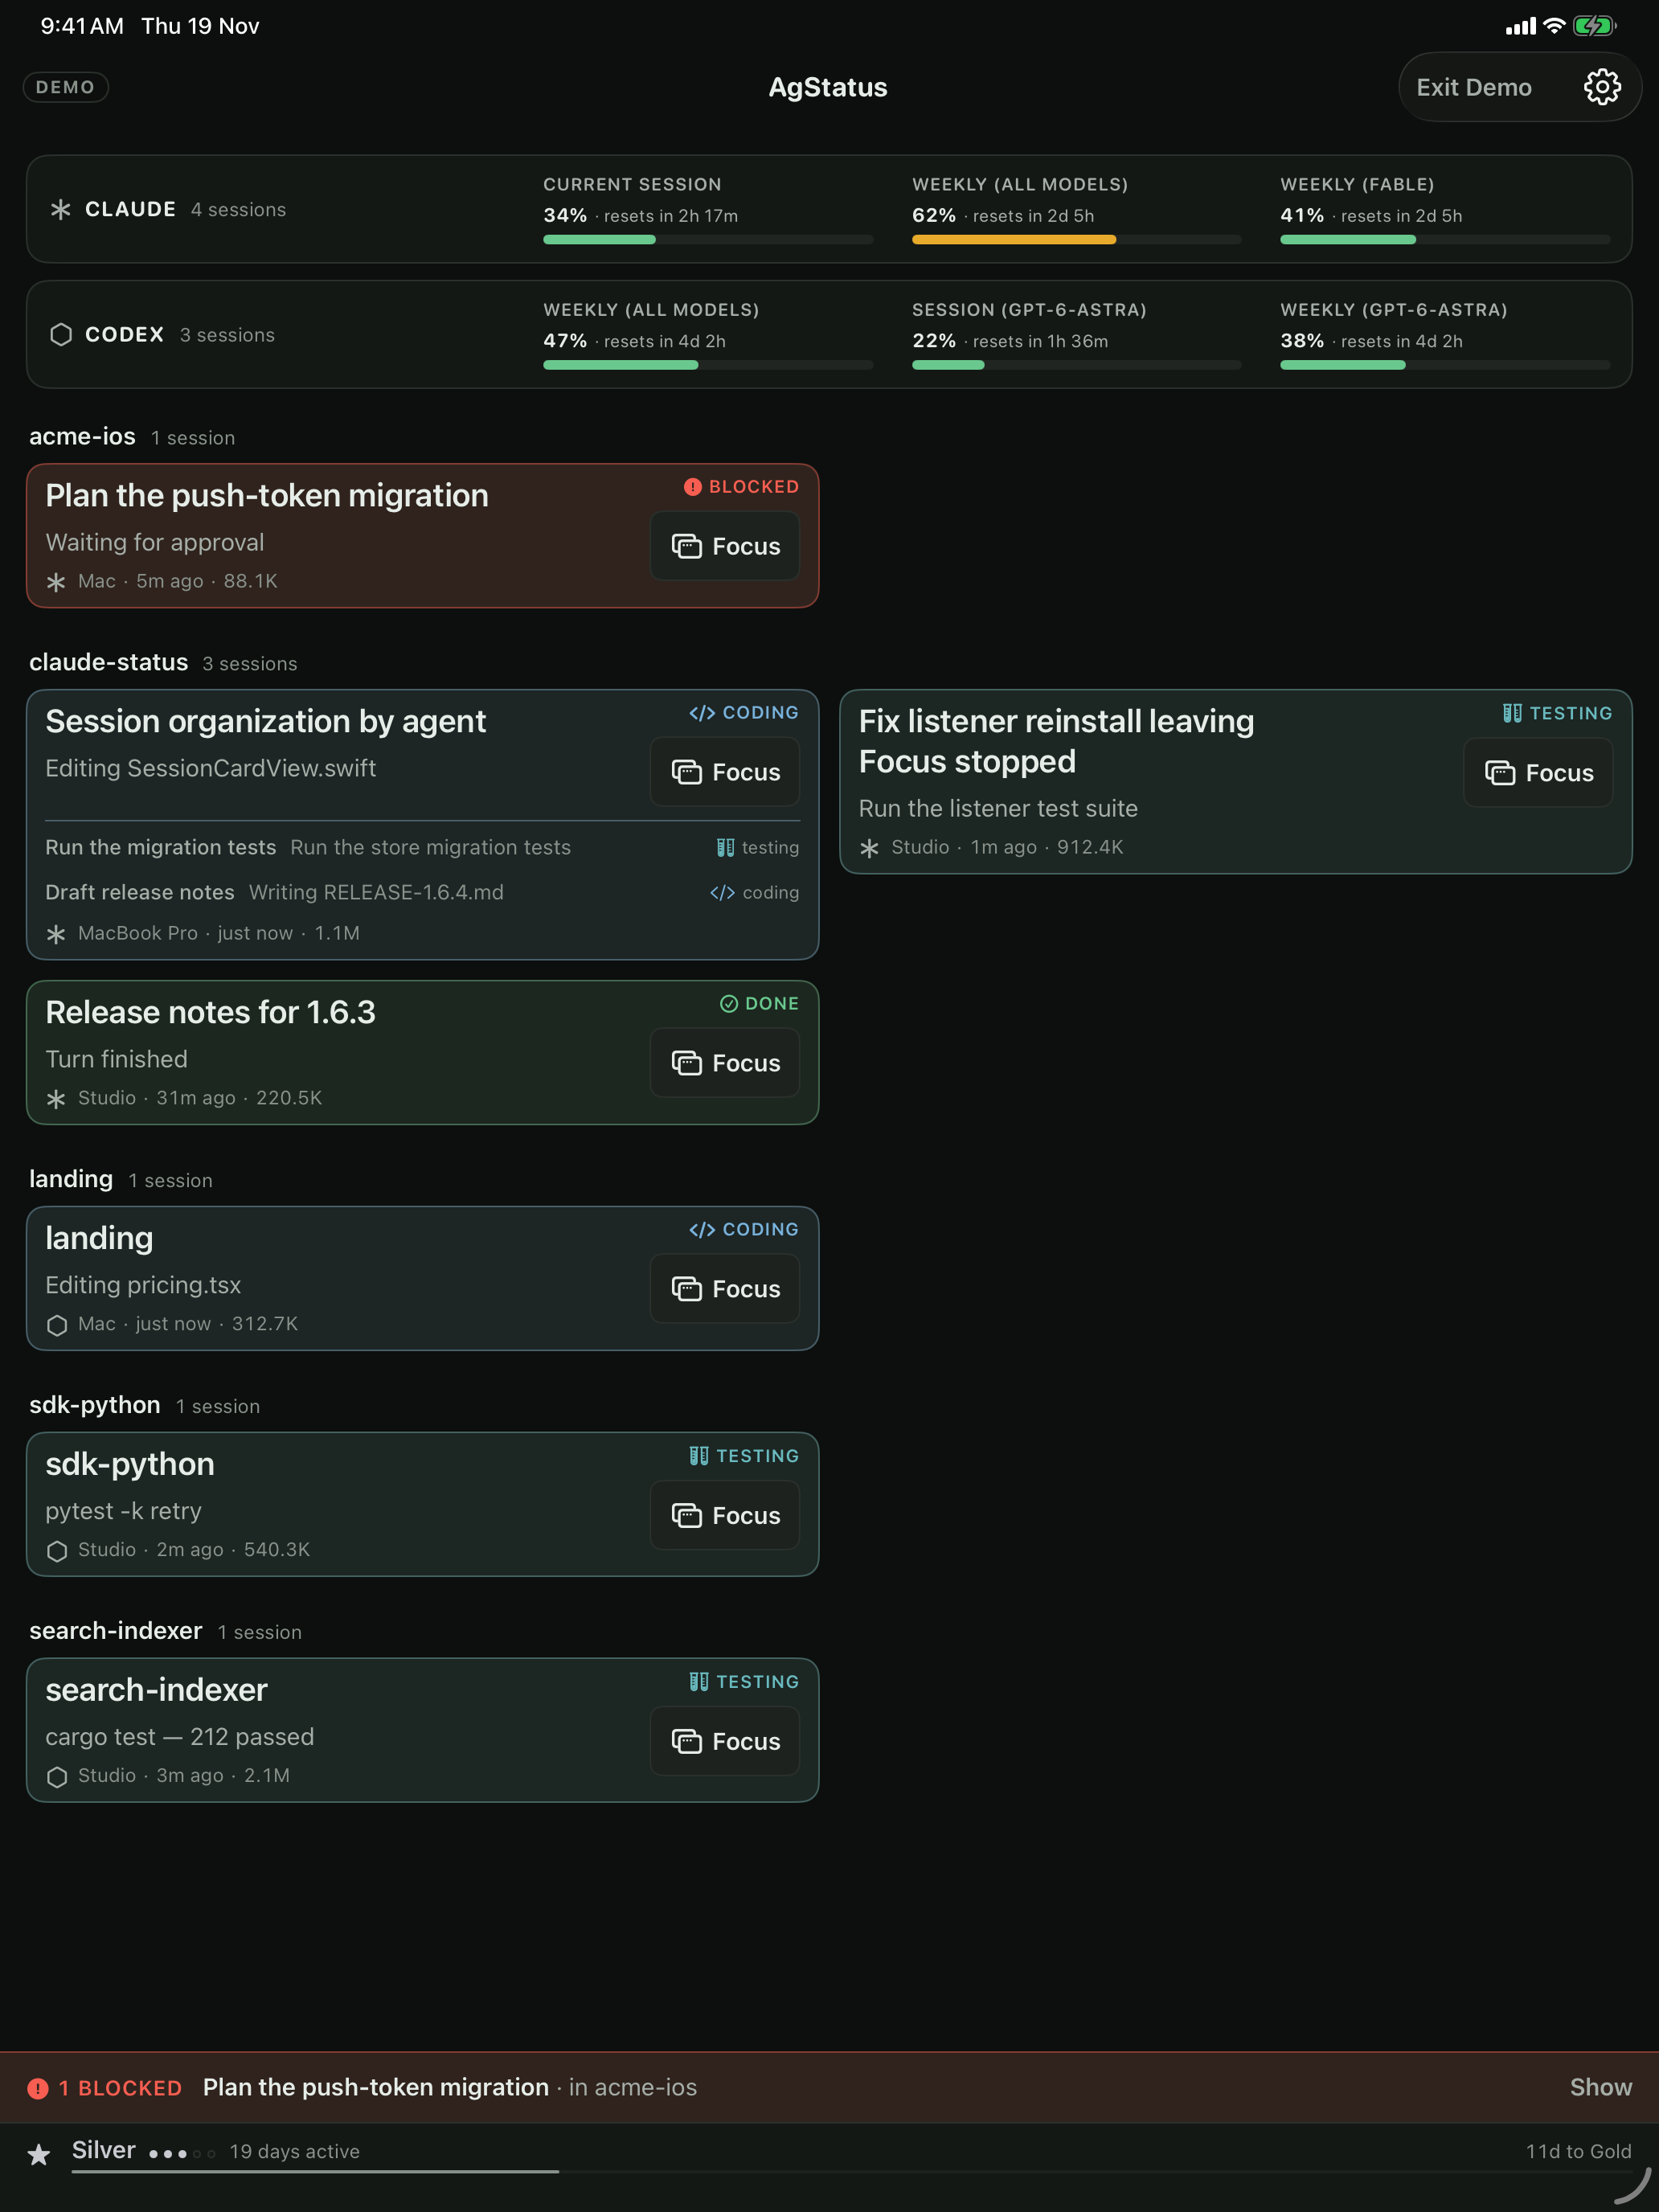 9:41 AM Thu 19 Nov
DEMO
AgStatus
Exit Demo
CLAUDE 4 sessions
CURRENT SESSION
34% · resets in 2h 17m
WEEKLY (ALL MODELS)
62% · resets in 2d 5h
WEEKLY (FABLE)
41% · resets in 2d 5h
CODEX 3 sessions
WEEKLY (ALL MODELS)
47% · resets in 4d 2h
SESSION (GPT-6-ASTRA)
22% · resets in 1h 36m
WEEKLY (GPT-6-ASTRA)
38% · resets in 4d 2h
acme-ios 1 session
Plan the push-token migration
BLOCKED
Waiting for approval
Focus
Mac · 5m ago · 88.1K
claude-status 3 sessions
Session organization by agent
CODING
Editing SessionCardView.swift
Focus
Run the migration tests Run the store migration tests
testing
Draft release notes Writing RELEASE-1.6.4.md
coding
MacBook Pro · just now · 1.1M
Fix listener reinstall leaving
Focus stopped
TESTING
Focus
Run the listener test suite
Studio · 1m ago · 912.4K
Release notes for 1.6.3
DONE
Turn finished
Focus
Studio · 31m ago · 220.5K
landing 1 session
landing
CODING
Editing pricing.tsx
Focus
Mac · just now · 312.7K
sdk-python 1 session
sdk-python
TESTING
pytest -k retry
Focus
Studio · 2m ago · 540.3K
search-indexer 1 session
search-indexer
TESTING
cargo test — 212 passed
Focus
Studio · 3m ago · 2.1M
1 BLOCKED Plan the push-token migration · in acme-ios
Show
Silver 19 days active
11d to Gold